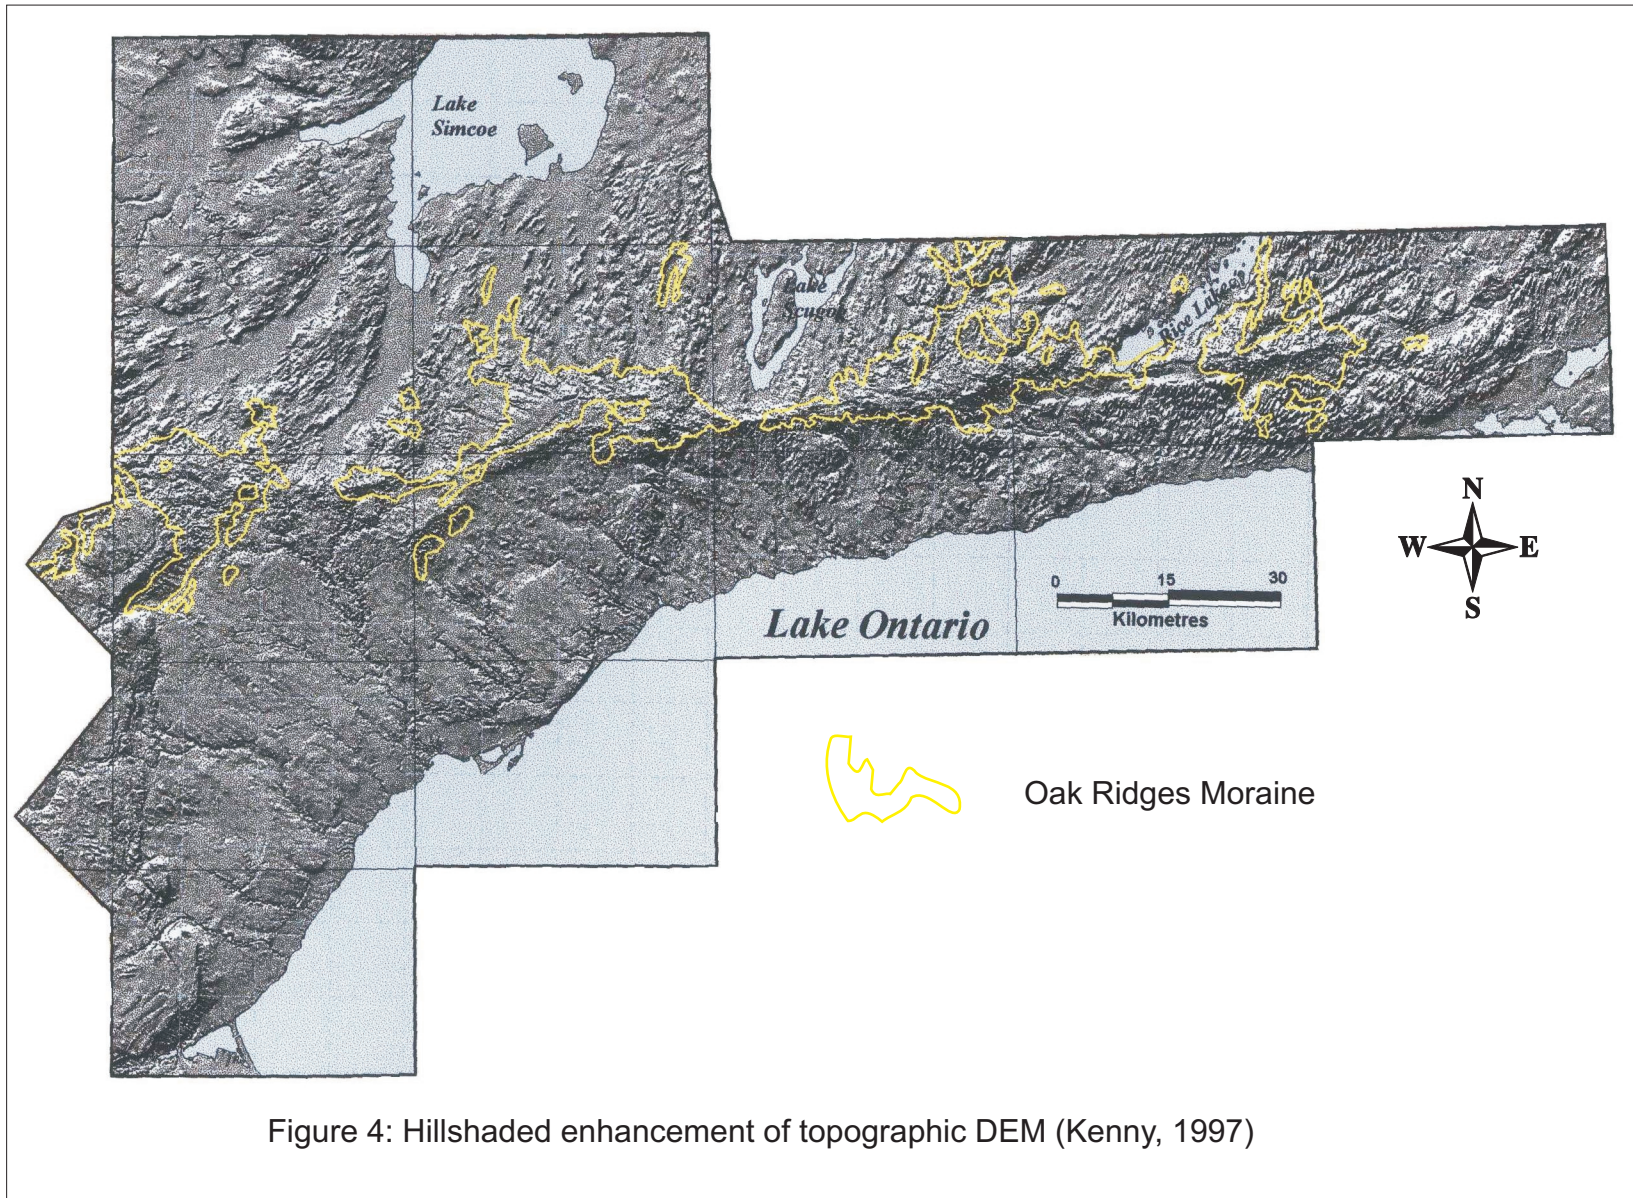 Lake
Simcoe
Lake
Scugog
Rice Lake
N
W E
S
0 15 30
Kilometres
Lake Ontario
Oak Ridges Moraine
Figure 4: Hillshaded enhancement of topographic DEM (Kenny, 1997)